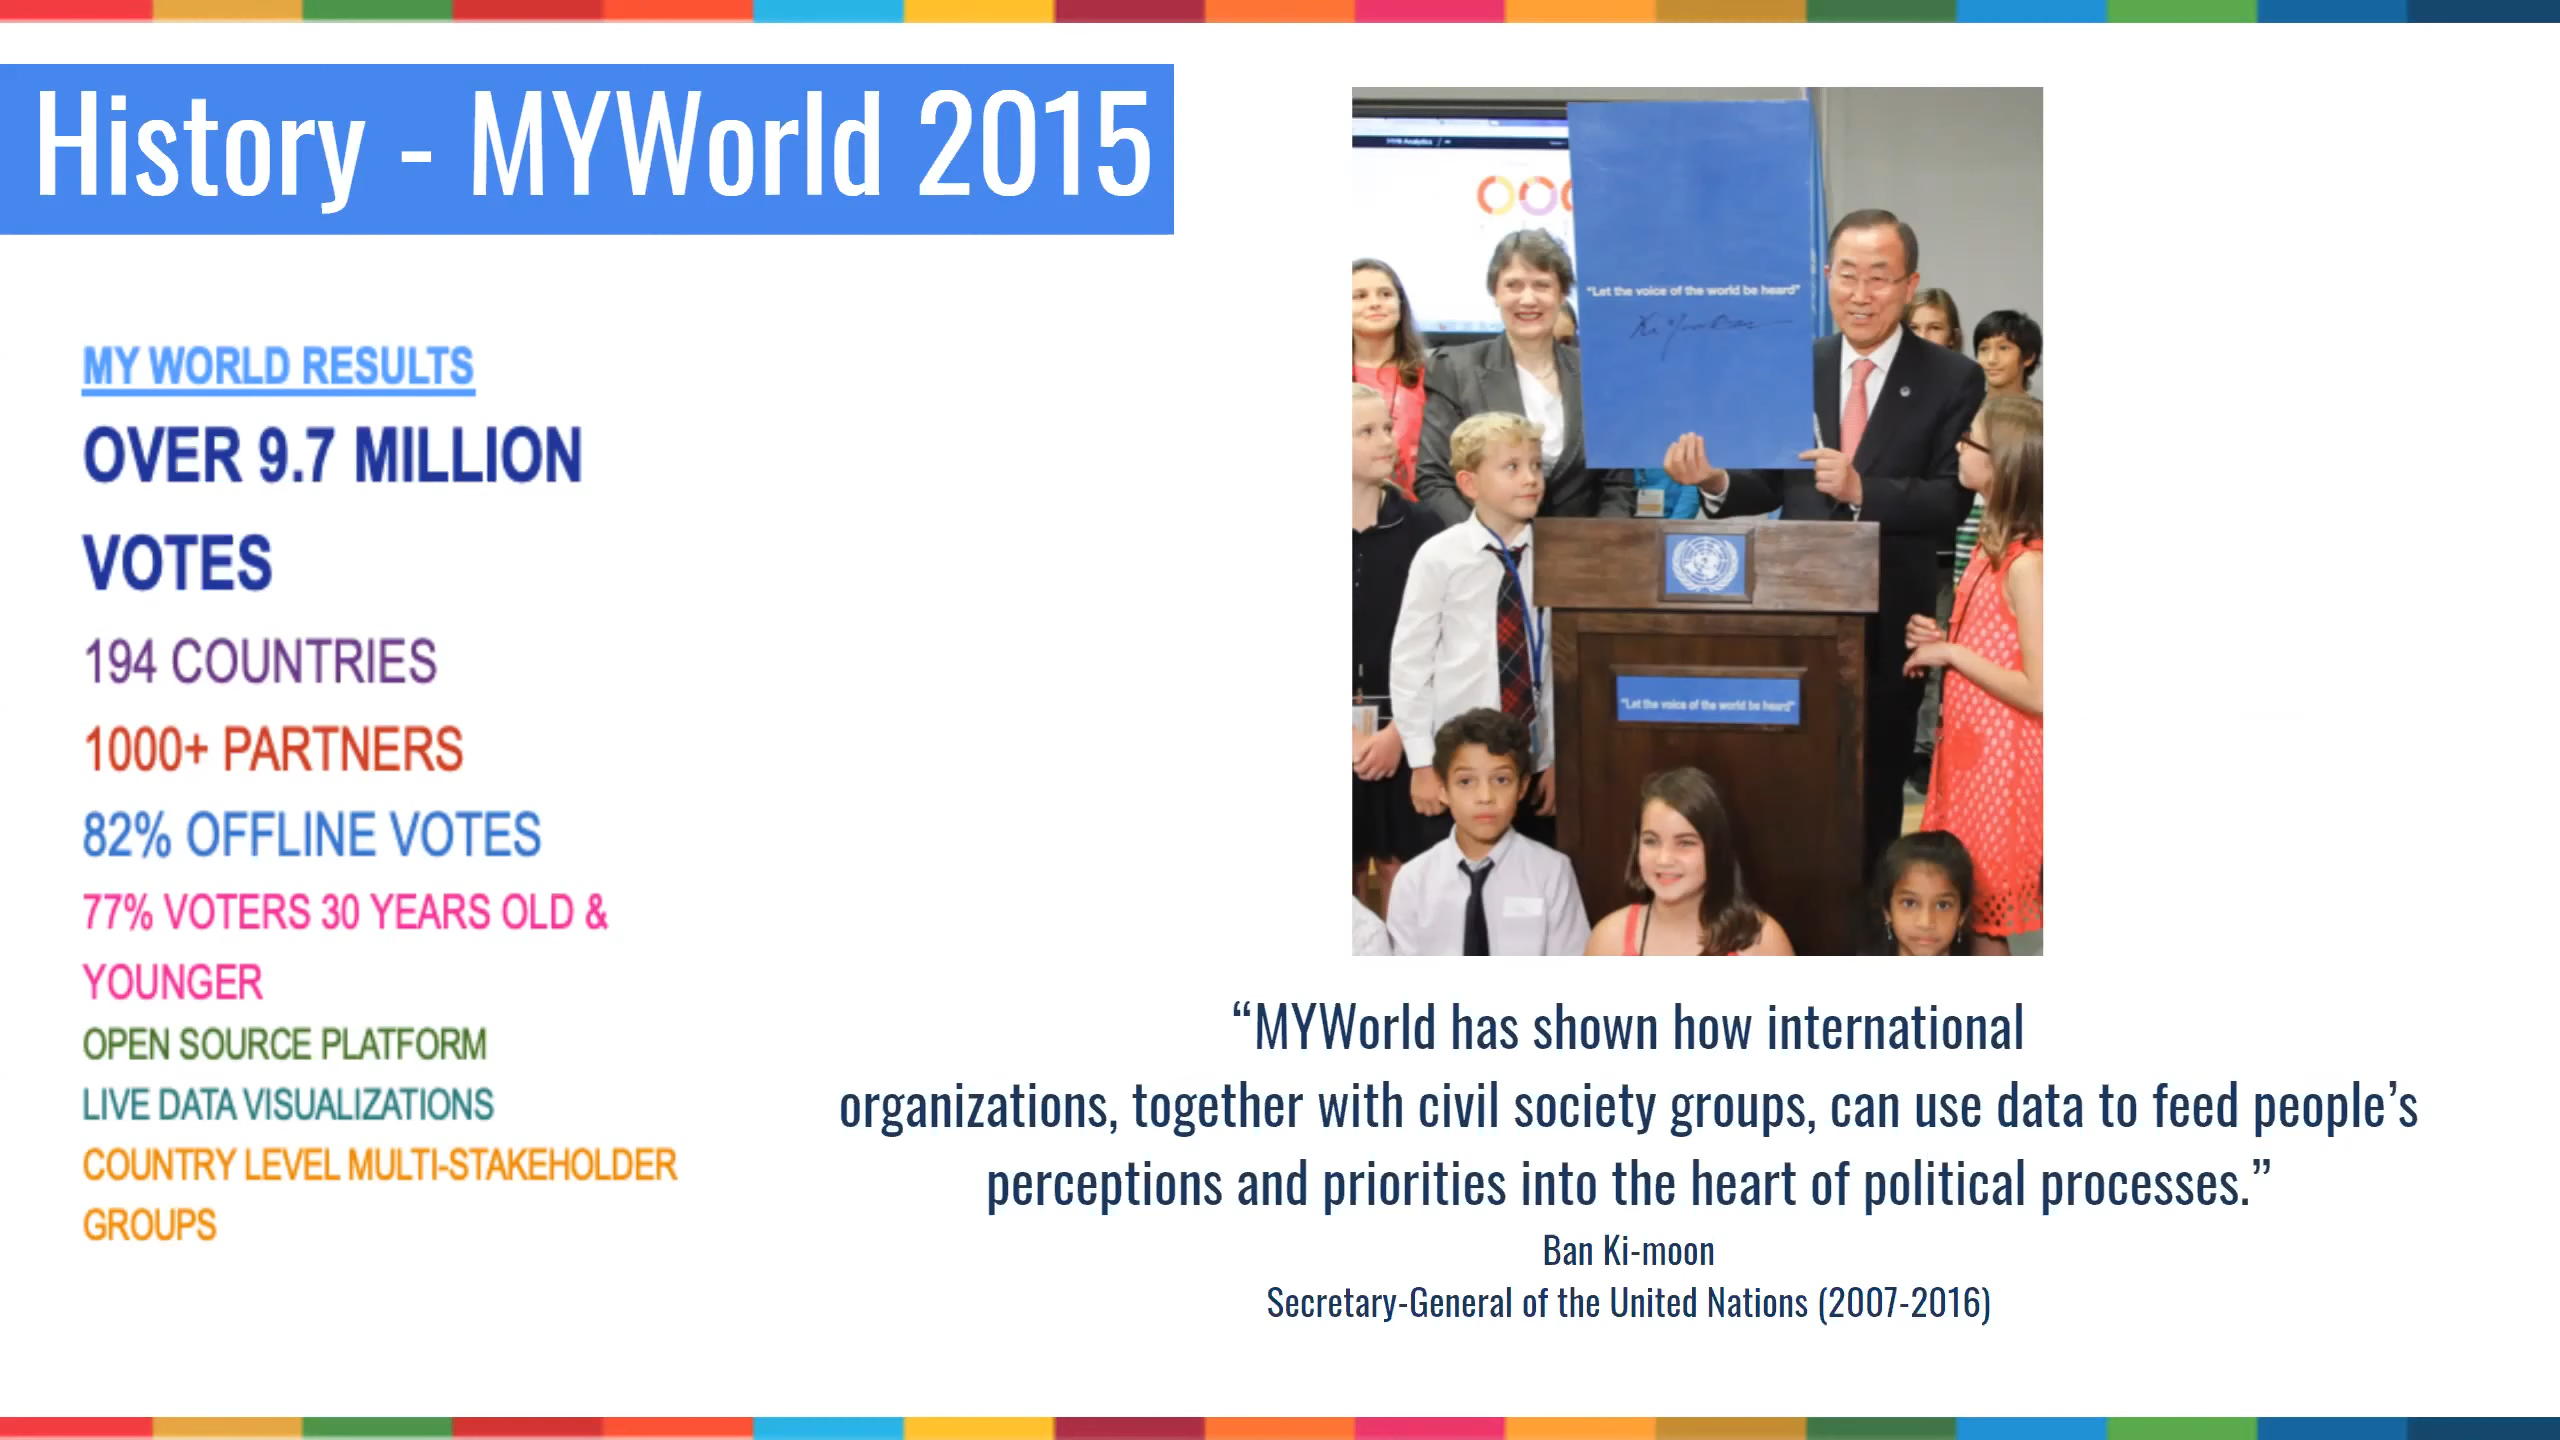 History - MYWorld 2015
MY WORLD RESULTS
OVER 9.7 MILLION
VOTES
194 COUNTRIES
1000+ PARTNERS
82% OFFLINE VOTES
77% VOTERS 30 YEARS OLD &
YOUNGER
OPEN SOURCE PLATFORM
LIVE DATA VISUALIZATIONS
COUNTRY LEVEL MULTI-STAKEHOLDER
GROUPS
"Let the voice of the world be heard"
"Let the voice of the world be heard"
“MYWorld has shown how international
organizations, together with civil society groups, can use data to feed people’s
perceptions and priorities into the heart of political processes.”
Ban Ki-moon
Secretary-General of the United Nations (2007-2016)